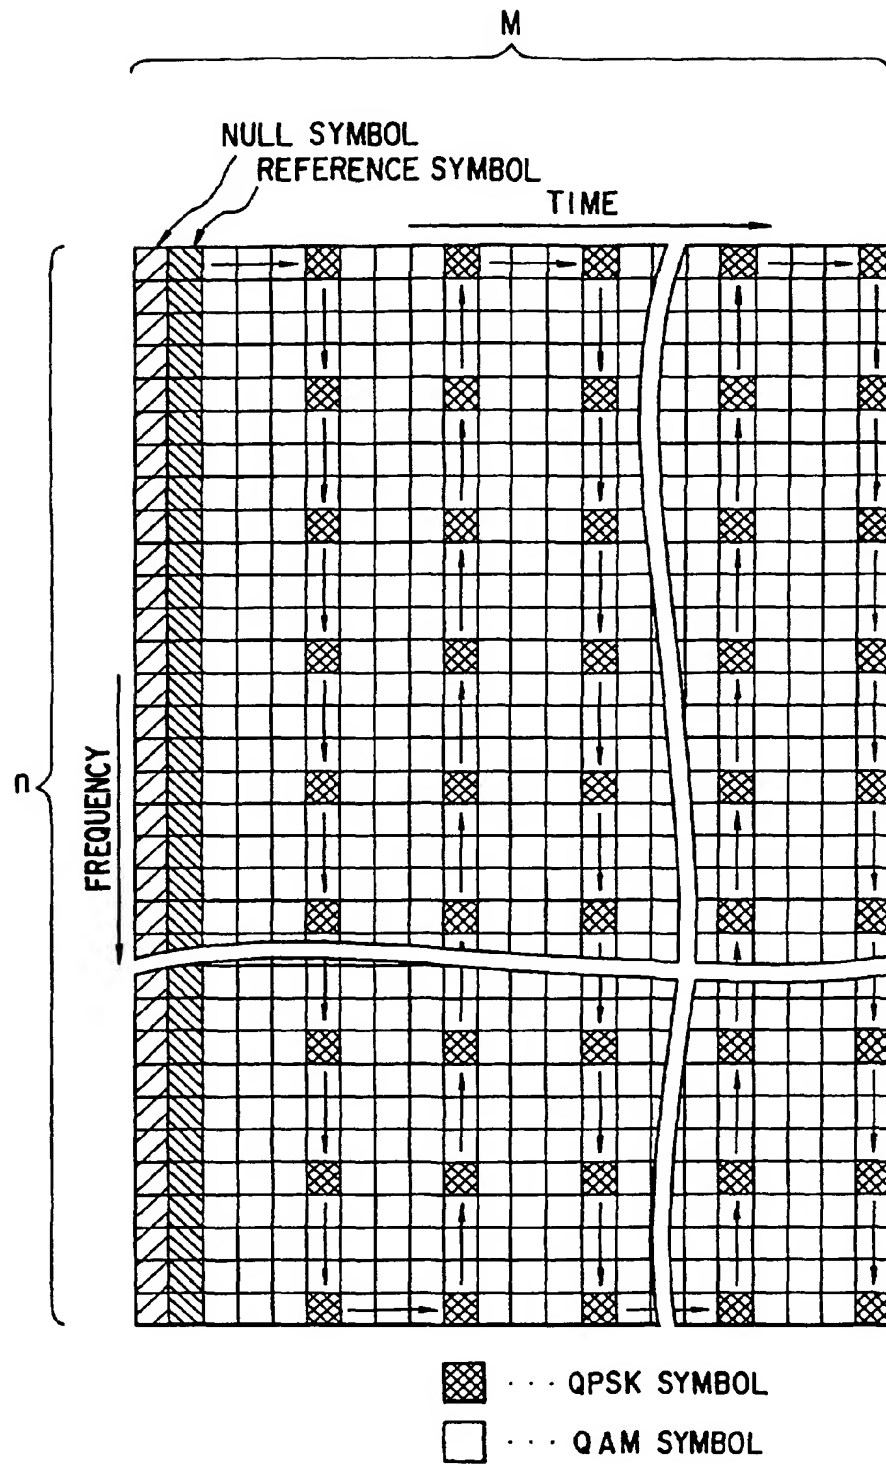 M
NULL SYMBOL
REFERENCE SYMBOL
TIME
n
FREQUENCY
··· QPSK SYMBOL
··· QAM SYMBOL